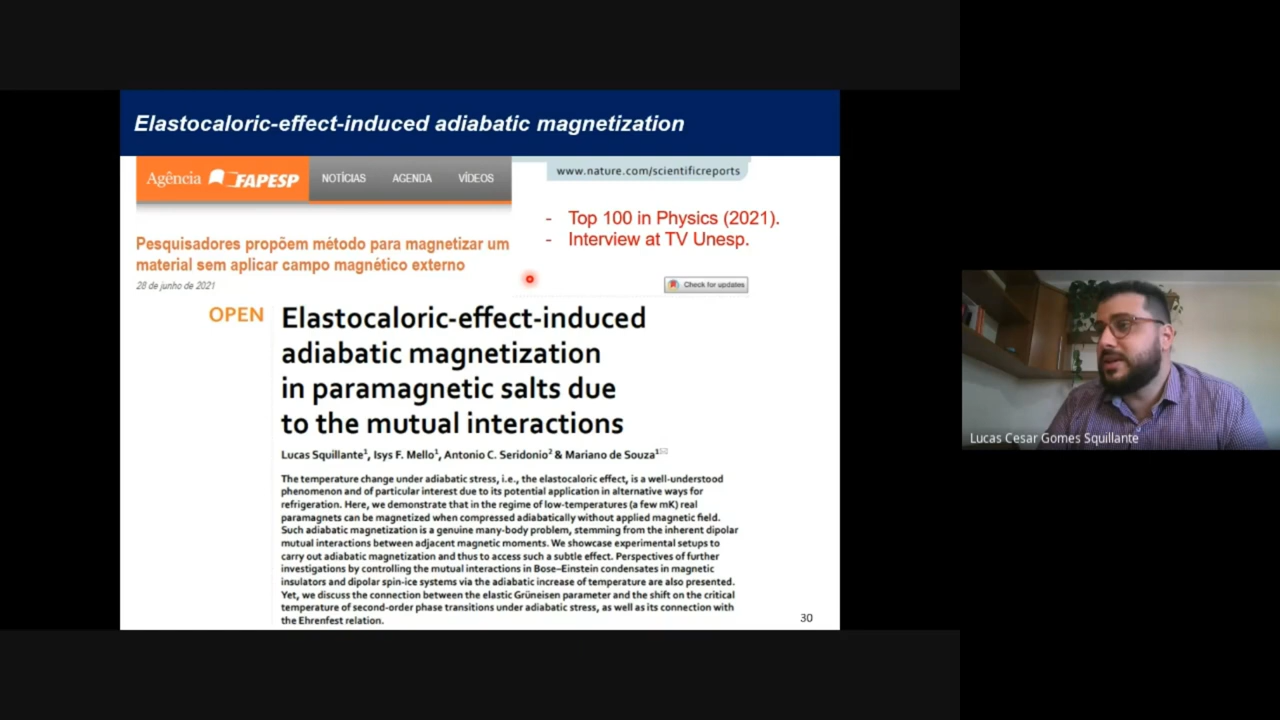 Elastocaloric-effect-induced adiabatic magnetization
Agência FAPESP NOTÍCIAS AGENDA VÍDEOS
www.nature.com/scientificreports
- Top 100 in Physics (2021).
- Interview at TV Unesp.
Pesquisadores propõem método para magnetizar um
material sem aplicar campo magnético externo
28 de junho de 2021
Check for updates
OPEN
Elastocaloric-effect-induced
adiabatic magnetization
in paramagnetic salts due
to the mutual interactions
Lucas Squillante¹, Isys F. Mello¹, Antonio C. Seridonio² & Mariano de Souza¹
The temperature change under adiabatic stress, i.e., the elastocaloric effect, is a well-understood
phenomenon and of particular interest due to its potential application in alternative ways for
refrigeration. Here, we demonstrate that in the regime of low-temperatures (a few mK) real
paramagnets can be magnetized when compressed adiabatically without applied magnetic field.
Such adiabatic magnetization is a genuine many-body problem, stemming from the inherent dipolar
mutual interactions between adjacent magnetic moments. We showcase experimental setups to
carry out adiabatic magnetization and thus to access such a subtle effect. Perspectives of further
investigations by controlling the mutual interactions in Bose–Einstein condensates in magnetic
insulators and dipolar spin-ice systems via the adiabatic increase of temperature are also presented.
Yet, we discuss the connection between the elastic Grüneisen parameter and the shift on the critical
temperature of second-order phase transitions under adiabatic stress, as well as its connection with
the Ehrenfest relation.
30
Lucas Cesar Gomes Squillante